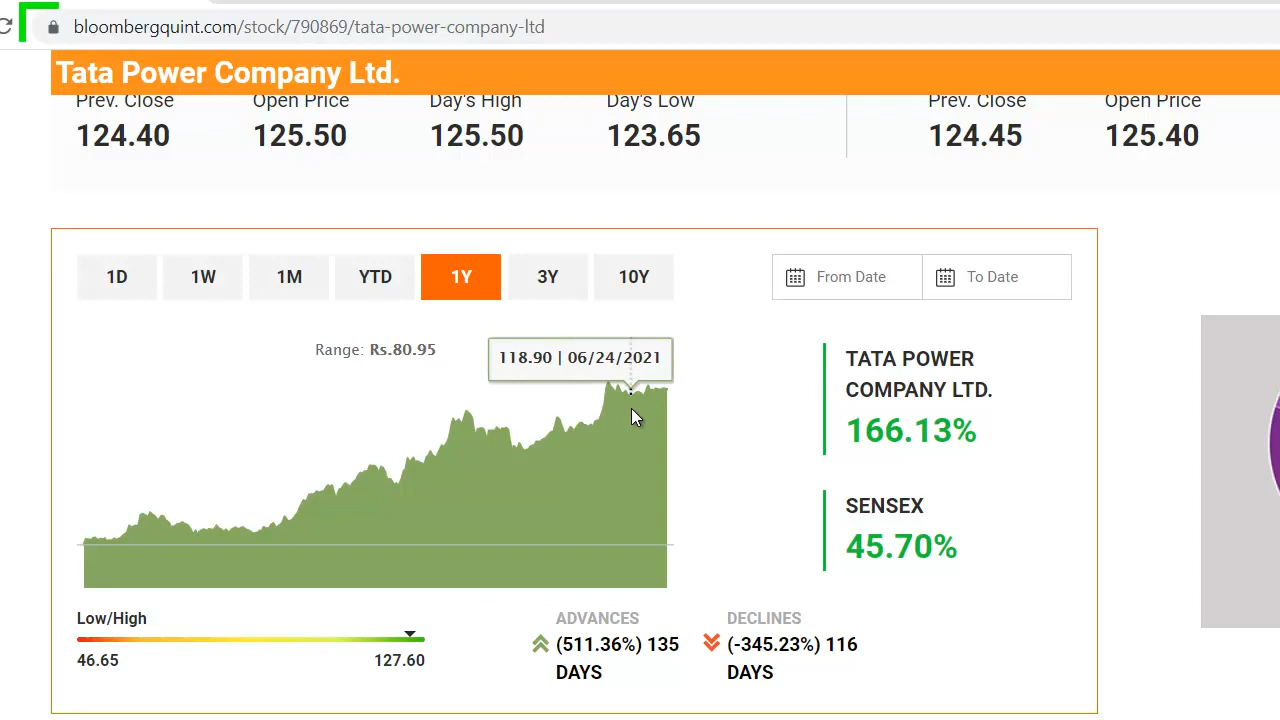 bloombergquint.com/stock/790869/tata-power-company-ltd
Tata Power Company Ltd.
Prev. Close Open Price Day's High Day's Low Prev. Close Open Price
124.40 125.50 125.50 123.65 124.45 125.40
1D 1W 1M YTD 1Y 3Y 10Y From Date To Date
Range: Rs.80.95
118.90 | 06/24/2021
TATA POWER
COMPANY LTD.
166.13%
SENSEX
45.70%
Low/High
46.65 127.60
ADVANCES
(511.36%) 135
DAYS
DECLINES
(-345.23%) 116
DAYS